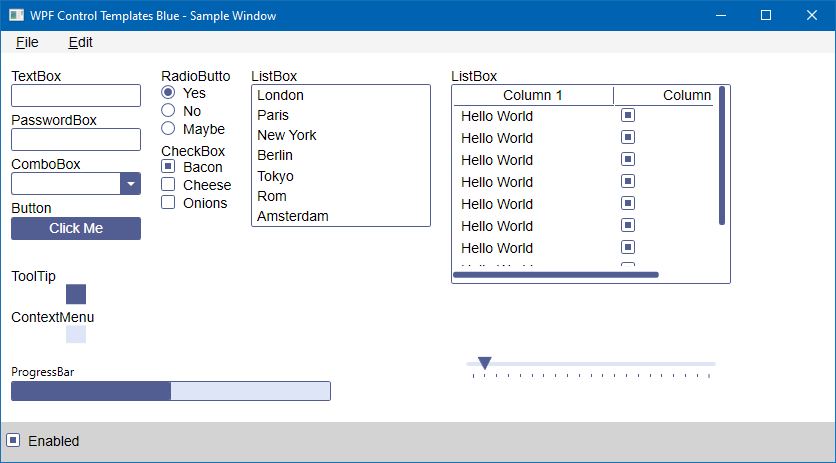 WPF Control Templates Blue - Sample Window
File Edit
TextBox
PasswordBox
ComboBox
Button
Click Me
ToolTip
ContextMenu
ProgressBar
RadioButto
Yes
No
Maybe
CheckBox
Bacon
Cheese
Onions
ListBox
London
Paris
New York
Berlin
Tokyo
Rom
Amsterdam
ListBox
Column 1 Column
Hello World
Hello World
Hello World
Hello World
Hello World
Hello World
Hello World
Hello World
Enabled